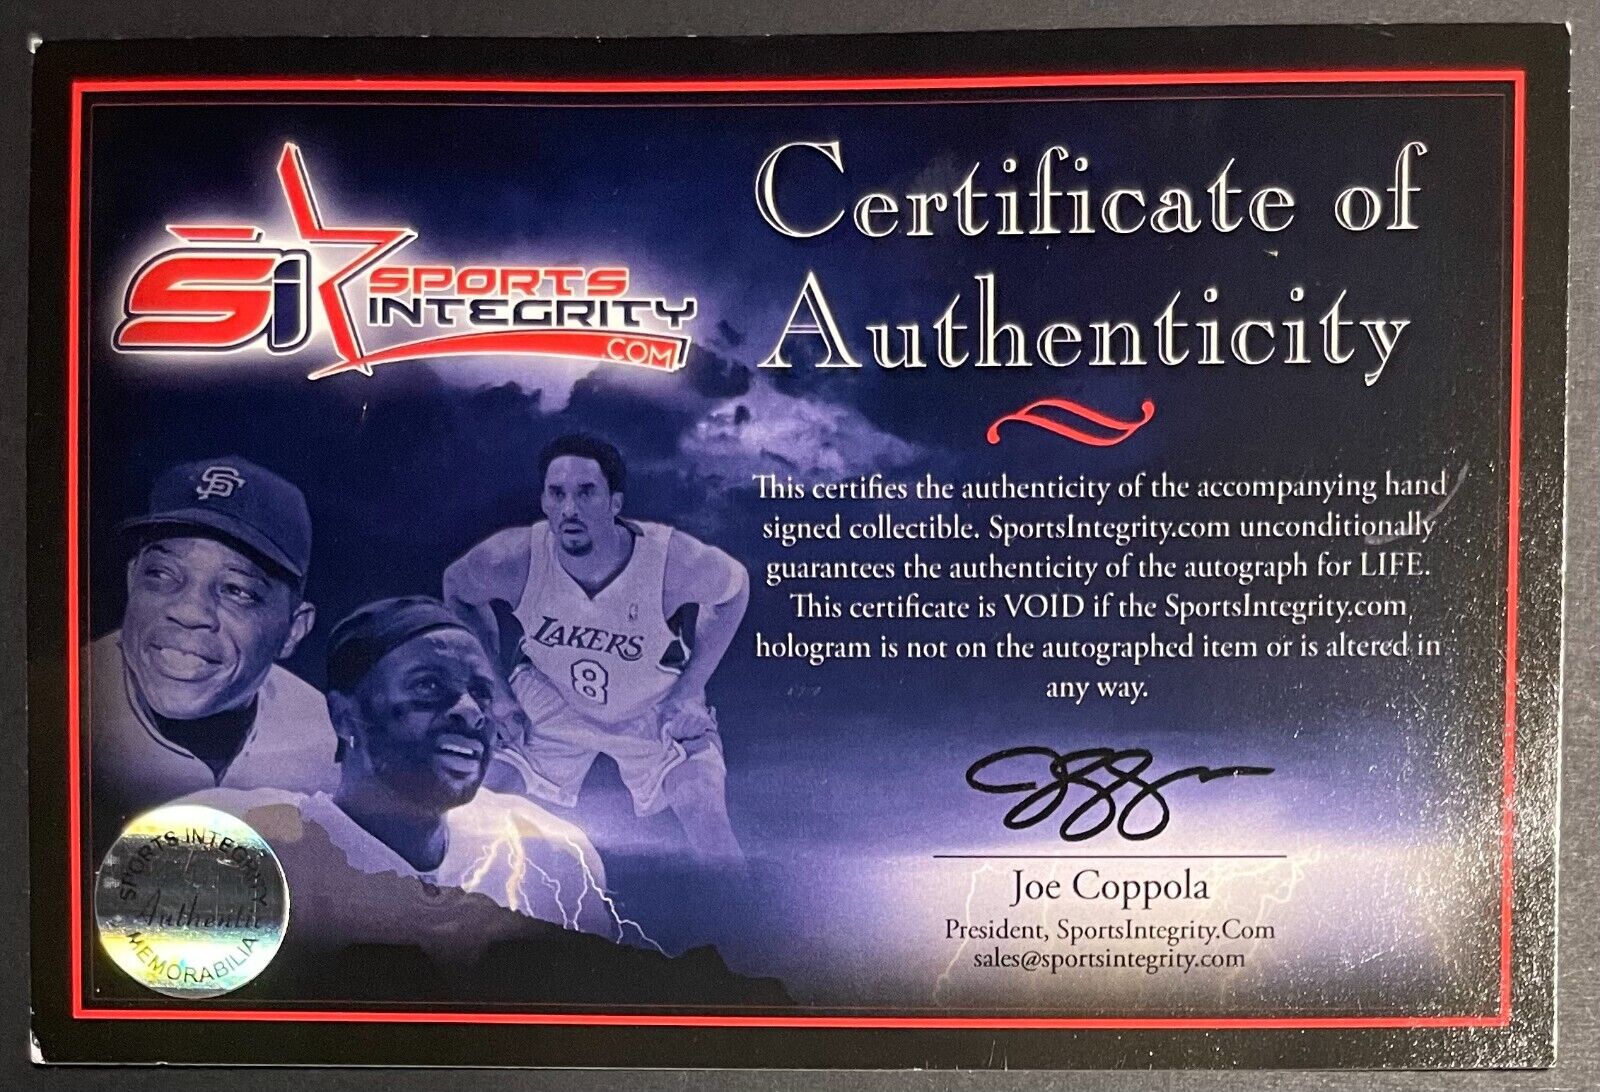 Certificate of
Authenticity
SI SPORTS
INTEGRITY
.COM
This certifies the authenticity of the accompanying hand
signed collectible. SportsIntegrity.com unconditionally
guarantees the authenticity of the autograph for LIFE.
This certificate is VOID if the SportsIntegrity.com
hologram is not on the autographed item or is altered in
any way.
SF
LAKERS
8
SPORTS INTEGRITY
Authentic
MEMORABILIA
Joe Coppola
President, SportsIntegrity.Com
sales@sportsintegrity.com